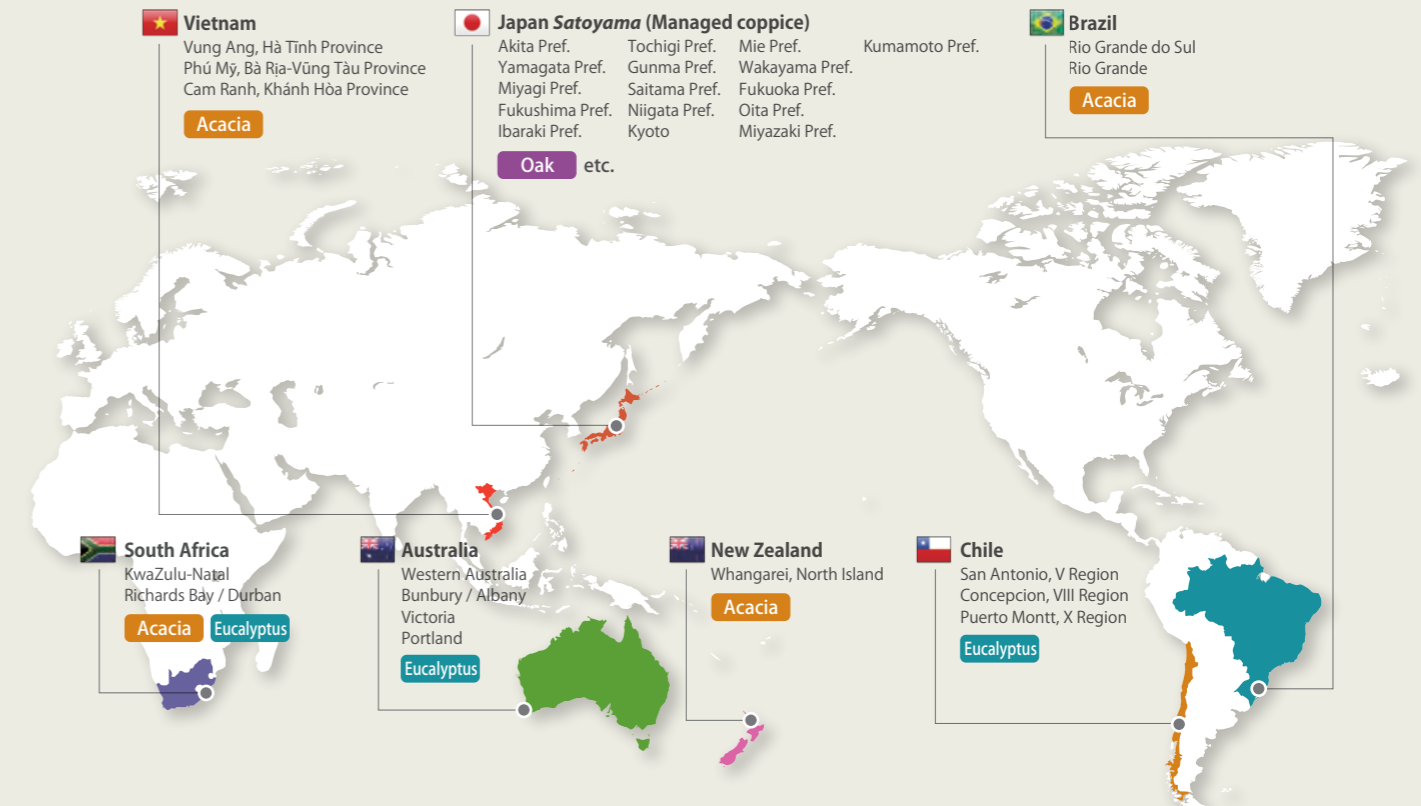 Vietnam
Vung Ang, Hà Tĩnh Province
Phú Mỹ, Bà Rịa-Vũng Tàu Province
Cam Ranh, Khánh Hòa Province
Acacia
Japan Satoyama (Managed coppice)
Akita Pref. Tochigi Pref. Mie Pref. Kumamoto Pref.
Yamagata Pref. Gunma Pref. Wakayama Pref.
Miyagi Pref. Saitama Pref. Fukuoka Pref.
Fukushima Pref. Niigata Pref. Oita Pref.
Ibaraki Pref. Kyoto Miyazaki Pref.
Oak etc.
Brazil
Rio Grande do Sul
Rio Grande
Acacia
South Africa
KwaZulu-Natal
Richards Bay / Durban
Acacia Eucalyptus
Australia
Western Australia
Bunbury / Albany
Victoria
Portland
Eucalyptus
New Zealand
Whangarei, North Island
Acacia
Chile
San Antonio, V Region
Concepcion, VIII Region
Puerto Montt, X Region
Eucalyptus